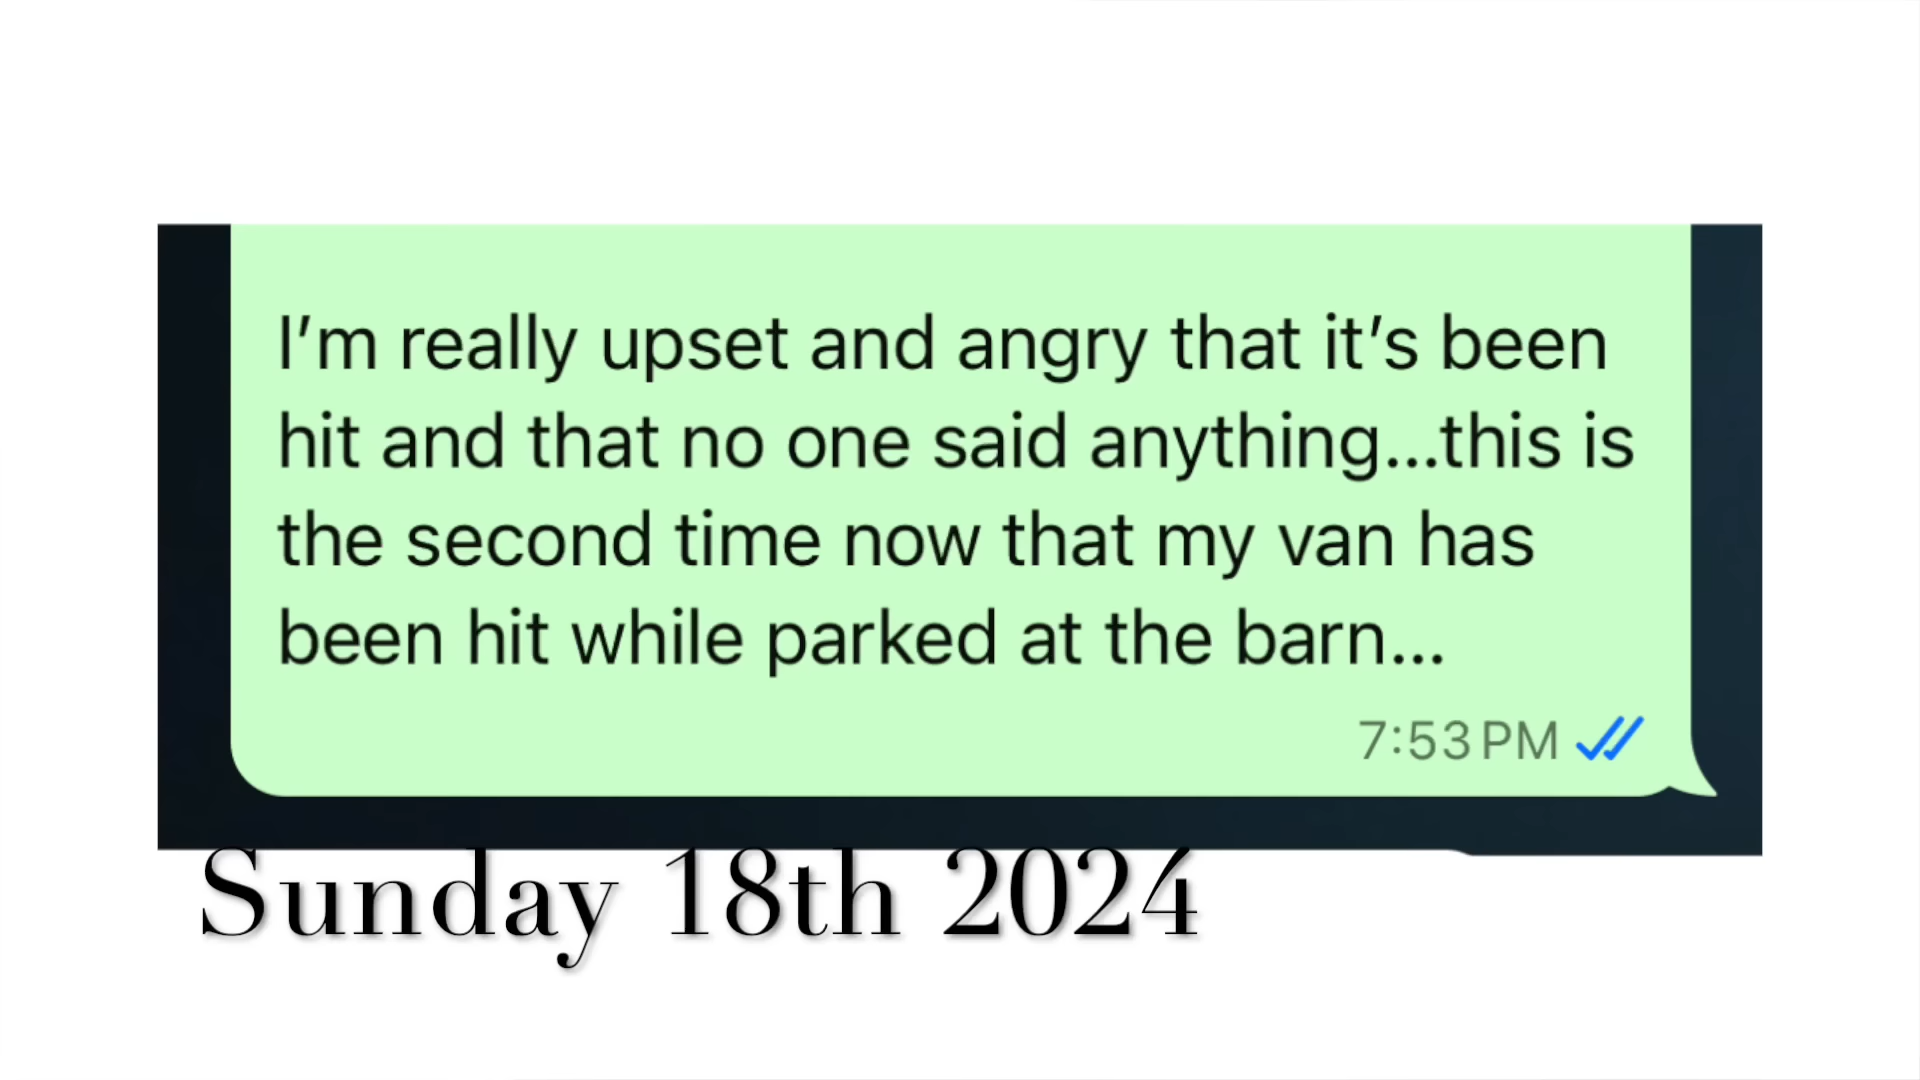 I’m really upset and angry that it’s been
hit and that no one said anything...this is
the second time now that my van has
been hit while parked at the barn...
7:53 PM
Sunday 18th 2024